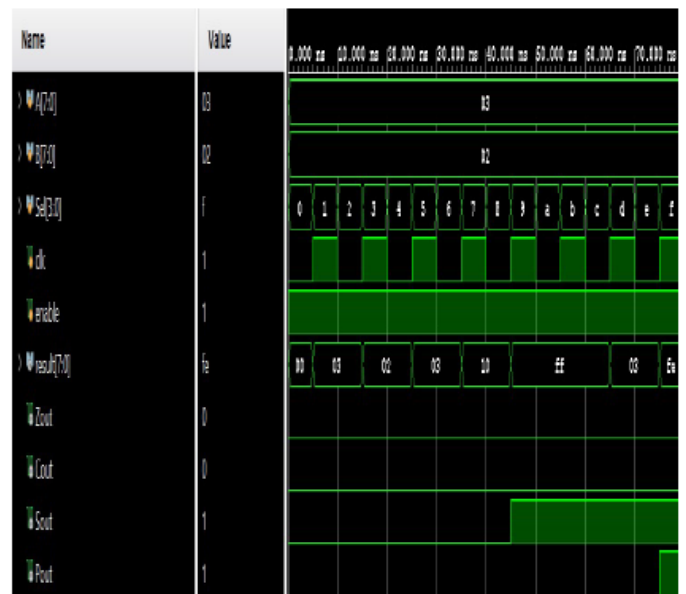 Name Value
0.000 ns 10.000 ns 20.000 ns 30.000 ns 40.000 ns 50.000 ns 60.000 ns 70.000 ns
A[7:0] 03 03
B[7:0] 02 02
Sel[3:0] f 0 1 2 3 4 5 6 7 8 9 a b c d e f
clk 1
enable 1
result[7:0] fa 00 ff 02 03 10 03 fa
Zout 0
Cout 0
Sout 1
Pout 1